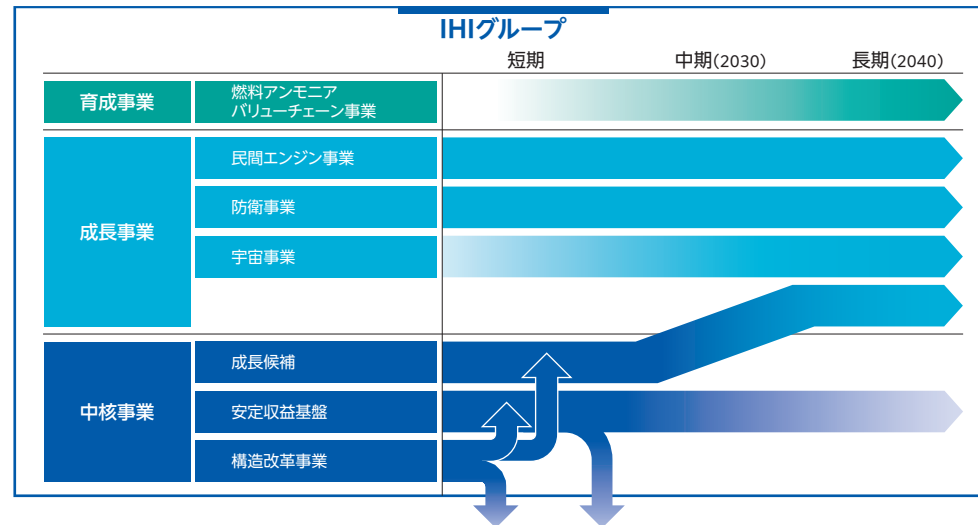 IHIグループ
短期 中期(2030) 長期(2040)
育成事業
燃料アンモニア
バリューチェーン事業
成長事業
民間エンジン事業
防衛事業
宇宙事業
中核事業
成長候補
安定収益基盤
構造改革事業